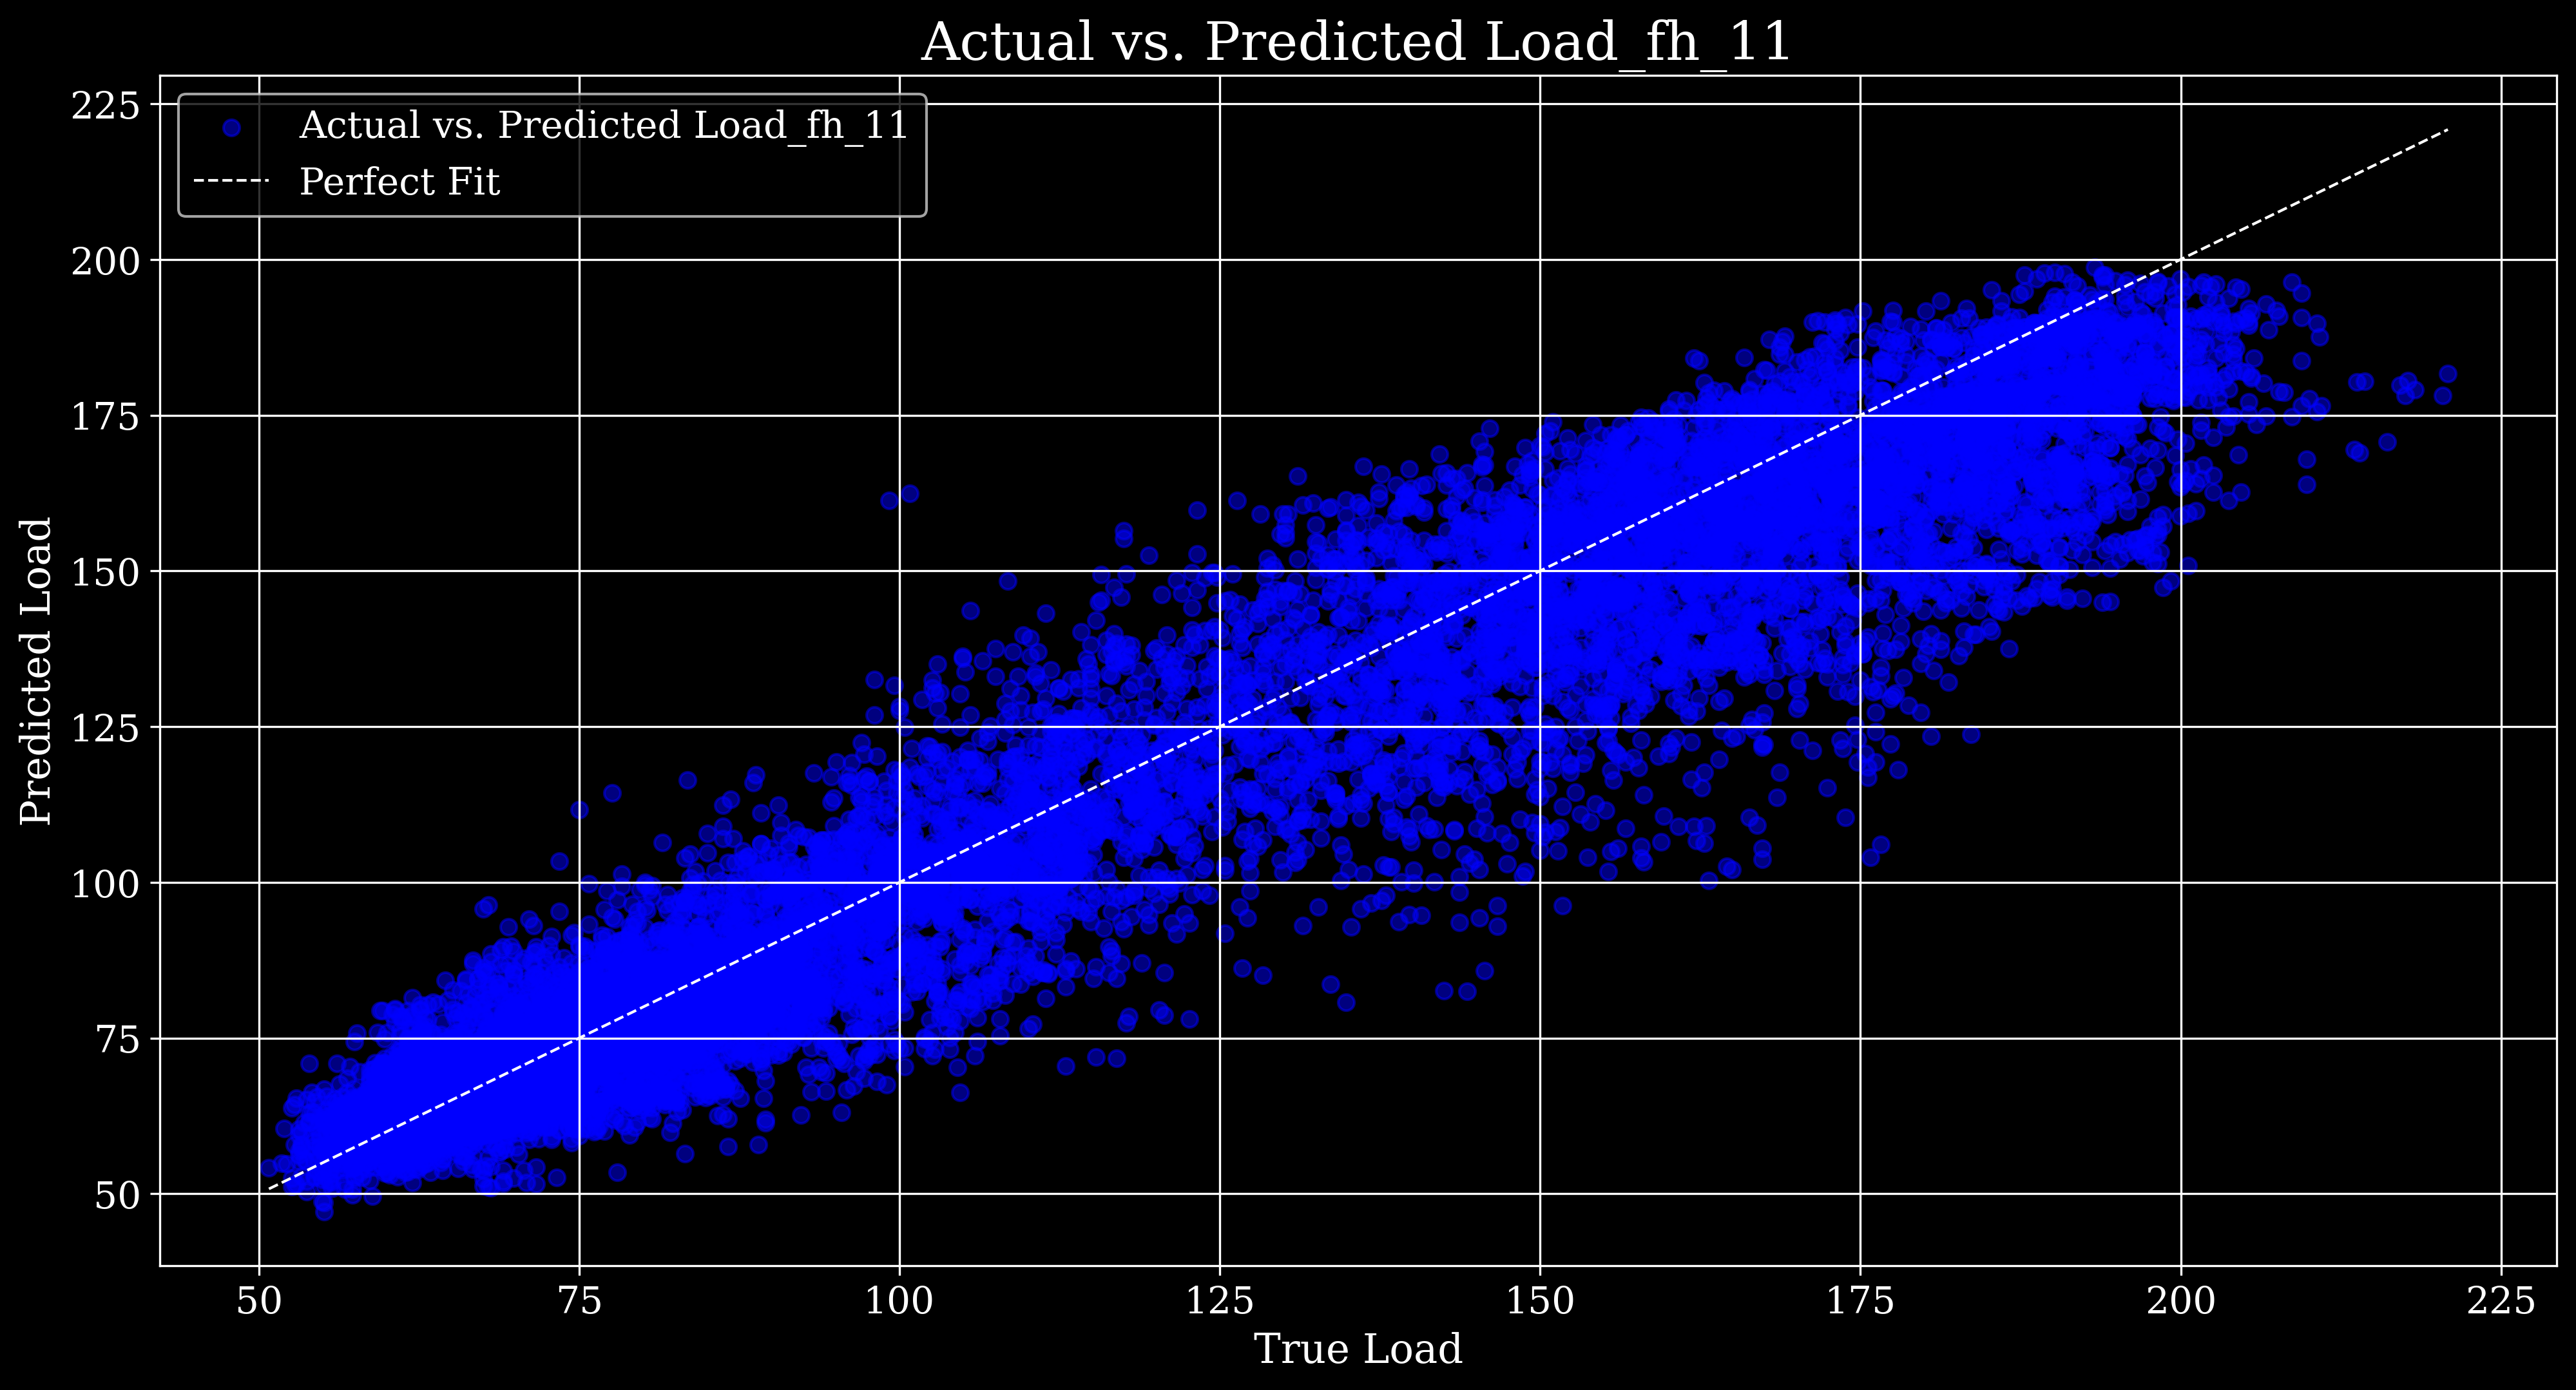 Actual vs. Predicted Load_fh_11
Actual vs. Predicted Load_fh_11
Perfect Fit
Predicted Load
225
200
175
150
125
100
75
50
50 75 100 125 150 175 200 225
True Load